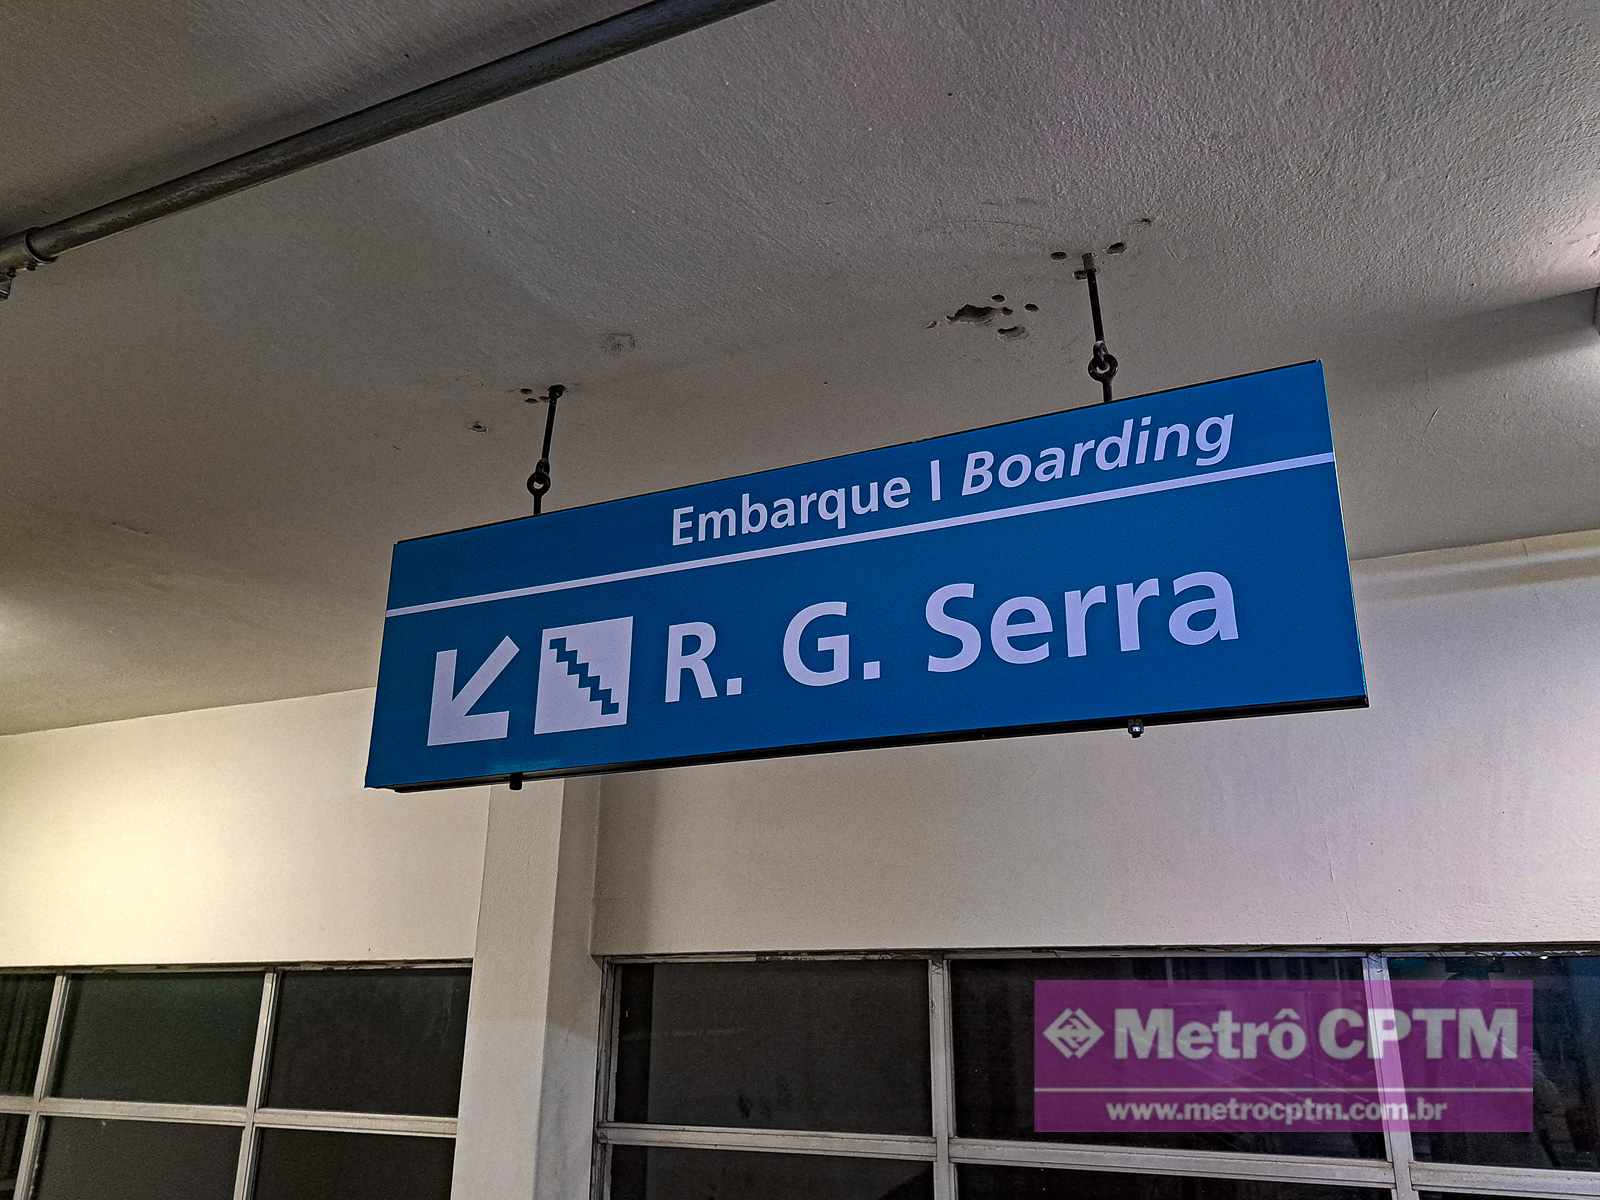 Embarque | Boarding
R. G. Serra
Metrô CPTM
www.metrocptm.com.br